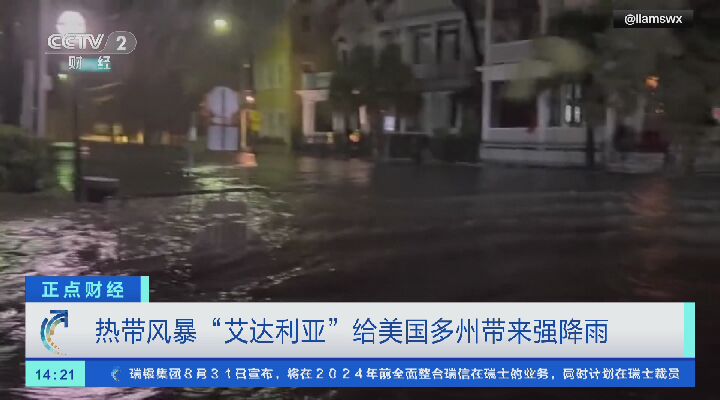 @llamswx
CCTV 2
财 经
正点财经
热带风暴“艾达利亚”给美国多州带来强降雨
14:21 瑞银集团8月31日宣布，将在2024年前全面整合瑞信在瑞士的业务，同时计划在瑞士裁员